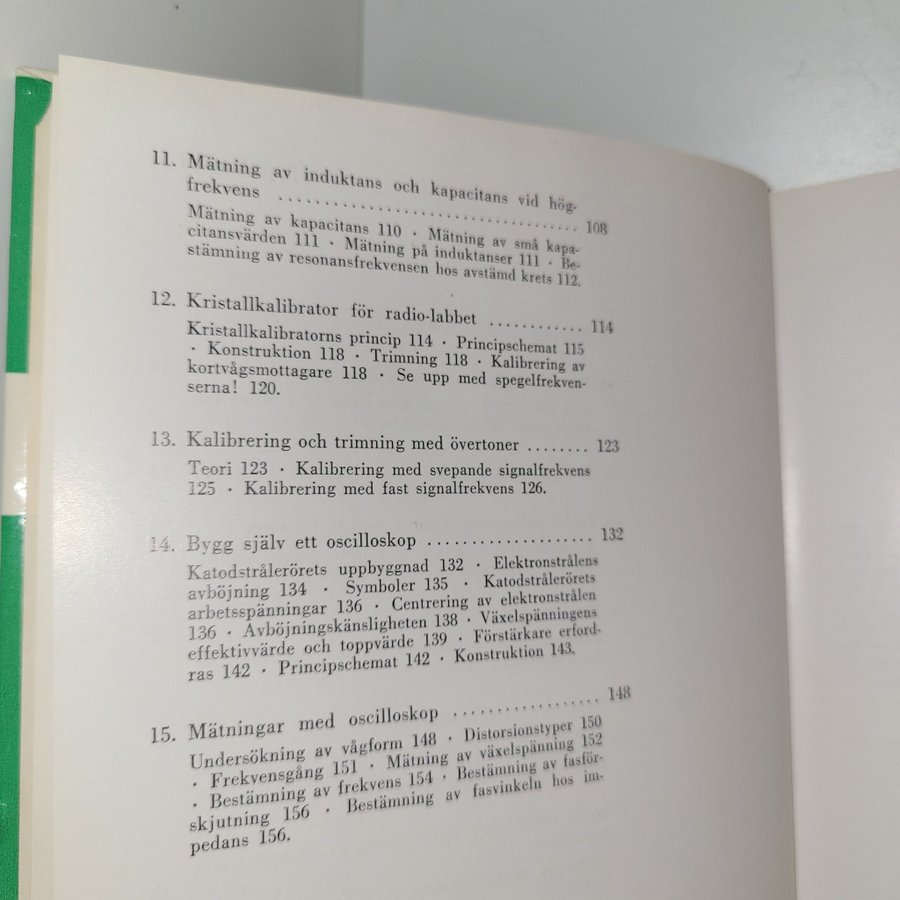 11. Mätning av induktans och kapacitans vid hög-
frekvens .................................. 108
Mätning av kapacitans 110 · Mätning av små kapa-
citansvärden 111 · Mätning på induktanser 111 · Be-
stämning av resonansfrekvensen hos avstämd krets 112.
12. Kristallkalibrator för radio-labbet ............ 114
Kristallkalibratorns princip 114 · Principschemat 115
· Konstruktion 118 · Trimning 118 · Kalibrering av
kortvågsmottagare 118 · Se upp med spegelfrekven-
serna! 120.
13. Kalibrering och trimning med övertoner ........ 123
Teori 123 · Kalibrering med svepande signalfrekvens
125 · Kalibrering med fast signalfrekvens 126.
14. Bygg själv ett oscilloskop .................... 132
Katodstrålerörets uppbyggnad 132 · Elektronstrålens
avböjning 134 · Symboler 135 · Katodstrålerörets
arbetsspänningar 136 · Centrering av elektronstrålen
136 · Avböjningskänsligheten 138 · Växelspänningens
effektivvärde och toppvärde 139 · Förstärkare erford-
ras 142 · Principschemat 142 · Konstruktion 143.
15. Mätningar med oscilloskop .................. 148
Undersökning av vågform 148 · Distorsionstyper 150
· Frekvensgång 151 · Mätning av växelspänning 152
· Bestämning av frekvens 154 · Bestämning av fasför-
skjutning 156 · Bestämning av fasvinkeln hos im-
pedans 156.